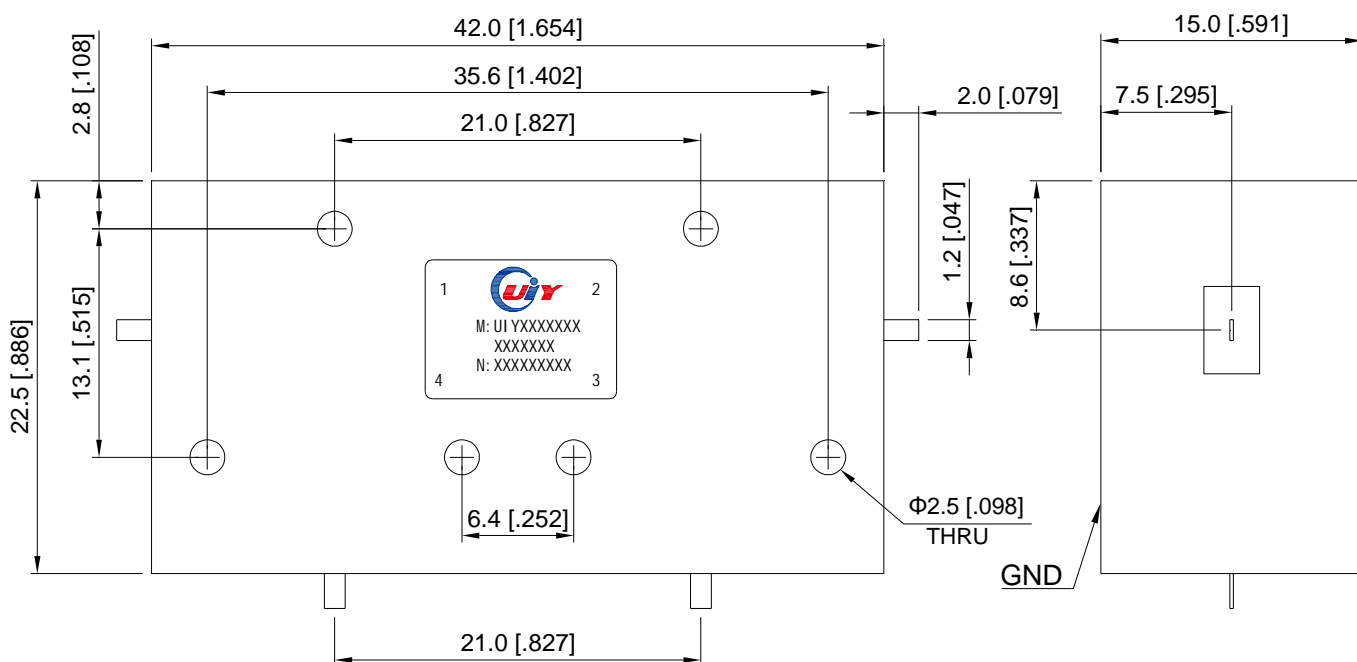 42.0 [1.654]
15.0 [.591]
2.8 [.108]
35.6 [1.402]
2.0 [.079]
7.5 [.295]
21.0 [.827]
1.2 [.047]
8.6 [.337]
22.5 [.886]
13.1 [.515]
1
UiY
2
M: UIYXXXXXXX
XXXXXXX
N: XXXXXXXXX
4
3
6.4 [.252]
Φ2.5 [.098]
THRU
GND
21.0 [.827]